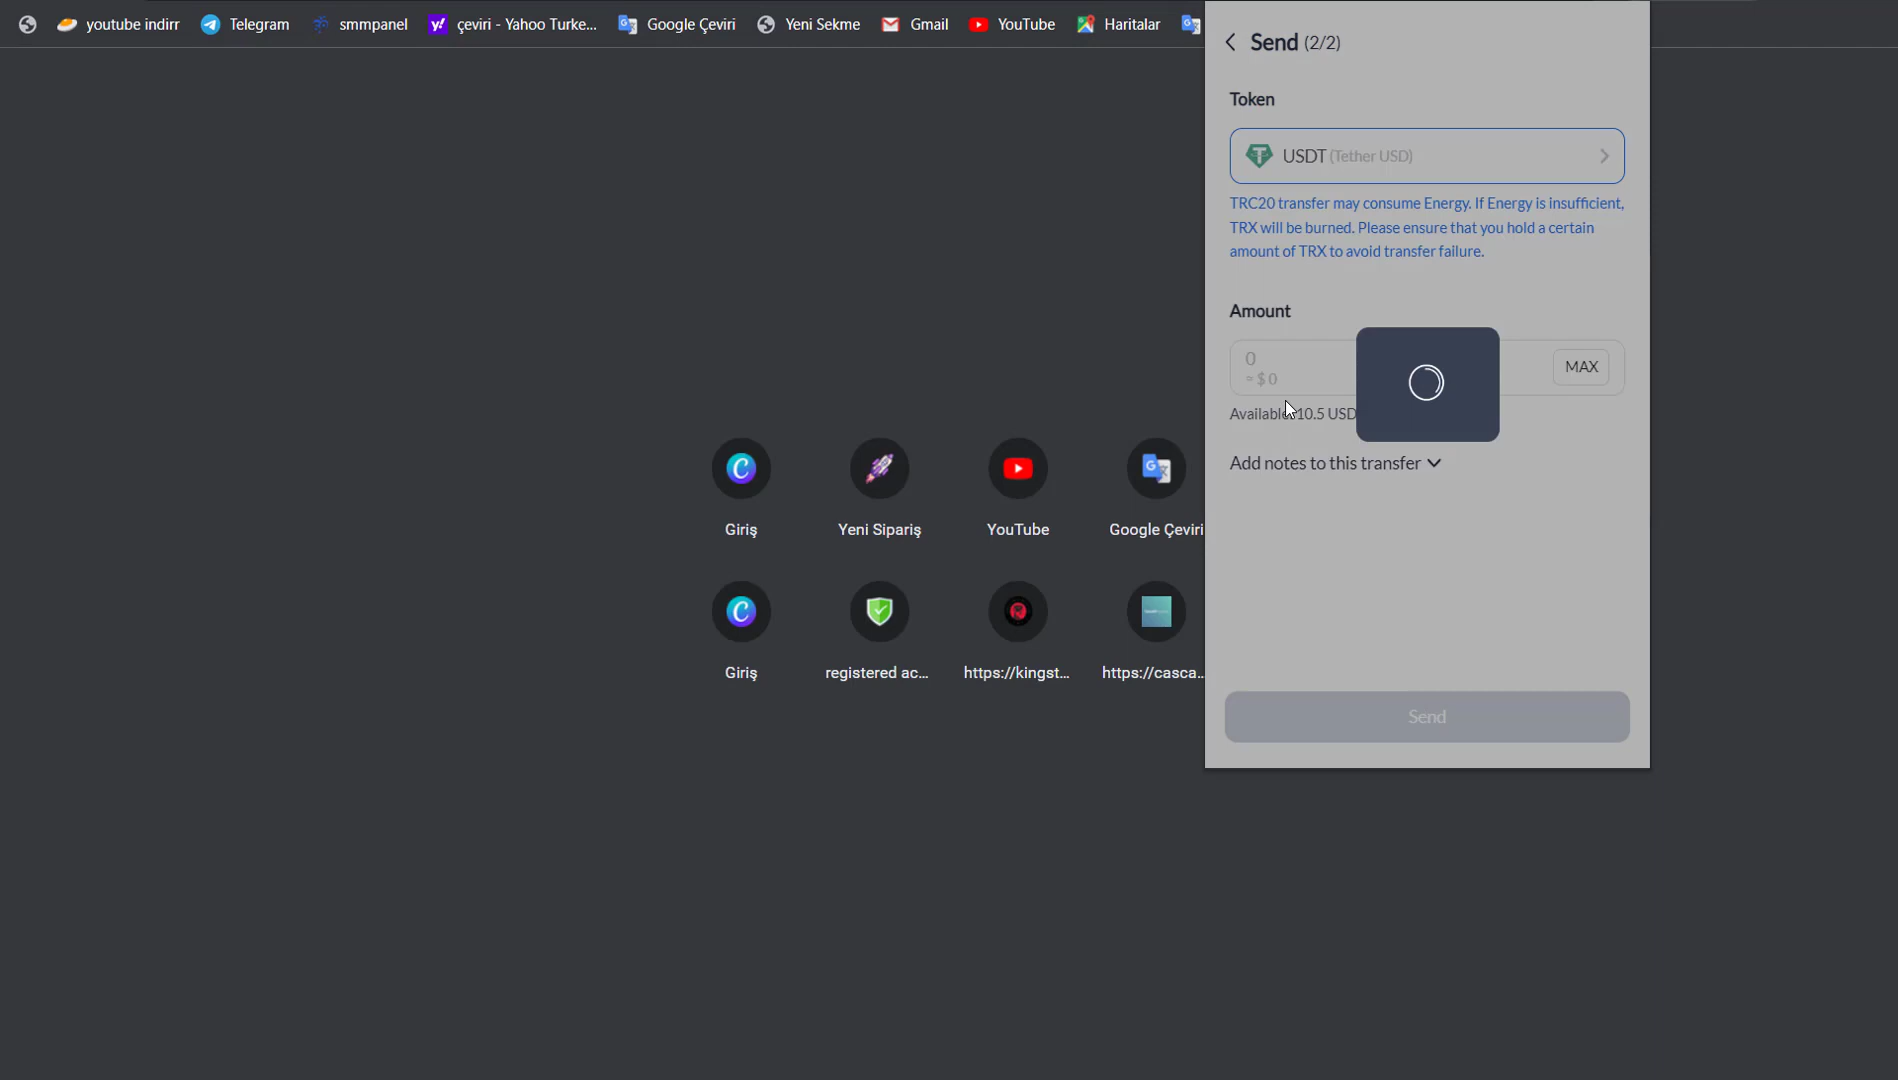 youtube indirr
Telegram
smmpanel
çeviri - Yahoo Turke...
Google Çeviri
Yeni Sekme
Gmail
YouTube
Haritalar
Send (2/2)
Token
USDT (Tether USD)
TRC20 transfer may consume Energy. If Energy is insufficient,
TRX will be burned. Please ensure that you hold a certain
amount of TRX to avoid transfer failure.
Amount
0
≈ $ 0
MAX
Available 10.5 USD
Add notes to this transfer
Giriş
Yeni Sipariş
YouTube
Google Çeviri
Giriş
registered ac...
https://kingst...
https://casca...
Send